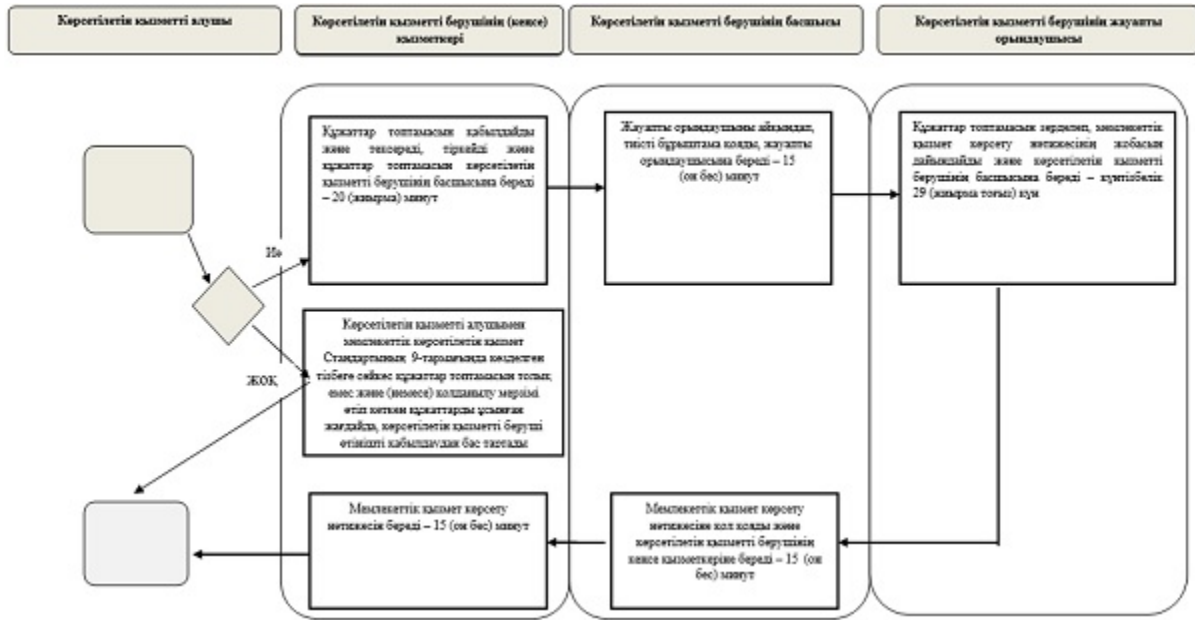 Көрсетілетін қызметті алушы
Көрсетілетін қызметті берушінің (кеңсе)
қызметкері
Көрсетілетін қызметті берушінің басшысы
Көрсетілетін қызметті берушінің жауапты
орындаушысы
Құжаттар топтамасын қабылдайды
және тексереді, тіркейді және
құжаттар топтамасын көрсетілетін
қызметті берушінің басшысына береді
– 20 (жиырма) минут
Жауапты орындаушыны айқындап,
тиісті бұрыштама қояды, жауапты
орындаушысына береді – 15
(он бес) минут
Құжаттар топтамасын зерделеп, мемлекеттік
қызмет көрсету нәтижесінің жобасын
дайындайды және көрсетілетін қызметті
берушінің басшысына береді – күнтізбелік
29 (жиырма тоғыз) күн
Иә
Көрсетілетін қызметті алушымен
мемлекеттік көрсетілетін қызмет
Стандартының 9-тармағында көзделген
тізбеге сәйкес құжаттар топтамасын толық
емес және (немесе) қолданылу мерзімі
өтіп кеткен құжаттарды ұсынған
жағдайда, көрсетілетін қызметті беруші
өтінішті қабылдаудан бас тартады
ЖОҚ
Мемлекеттік қызмет көрсету
нәтижесін береді – 15 (он бес) минут
Мемлекеттік қызмет көрсету
нәтижесіне қол қояды және
көрсетілетін қызметті берушінің
кеңсе қызметкеріне береді – 15 (он
бес) минут